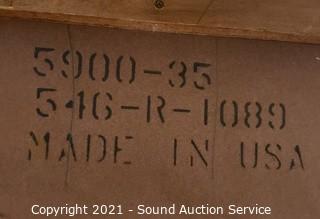 5900-35
546-R-1089
MADE IN USA
Copyright 2021 - Sound Auction Service